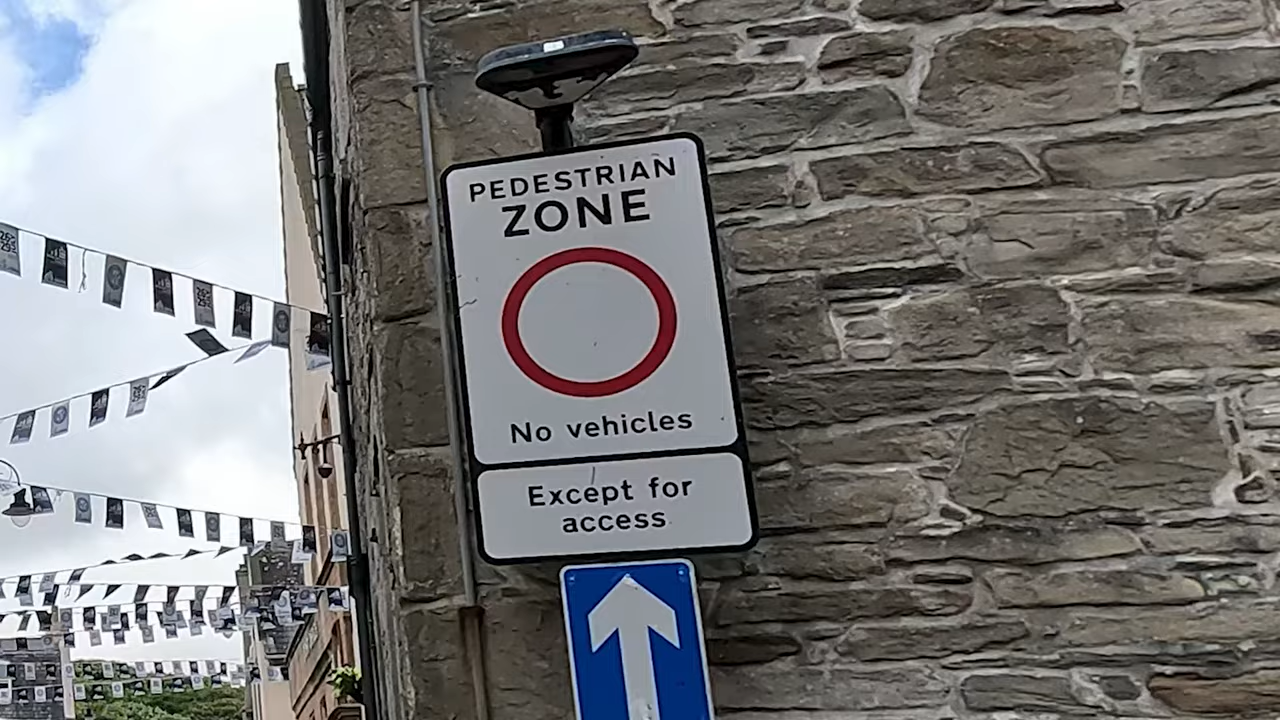 PEDESTRIAN
ZONE
No vehicles
Except for
access